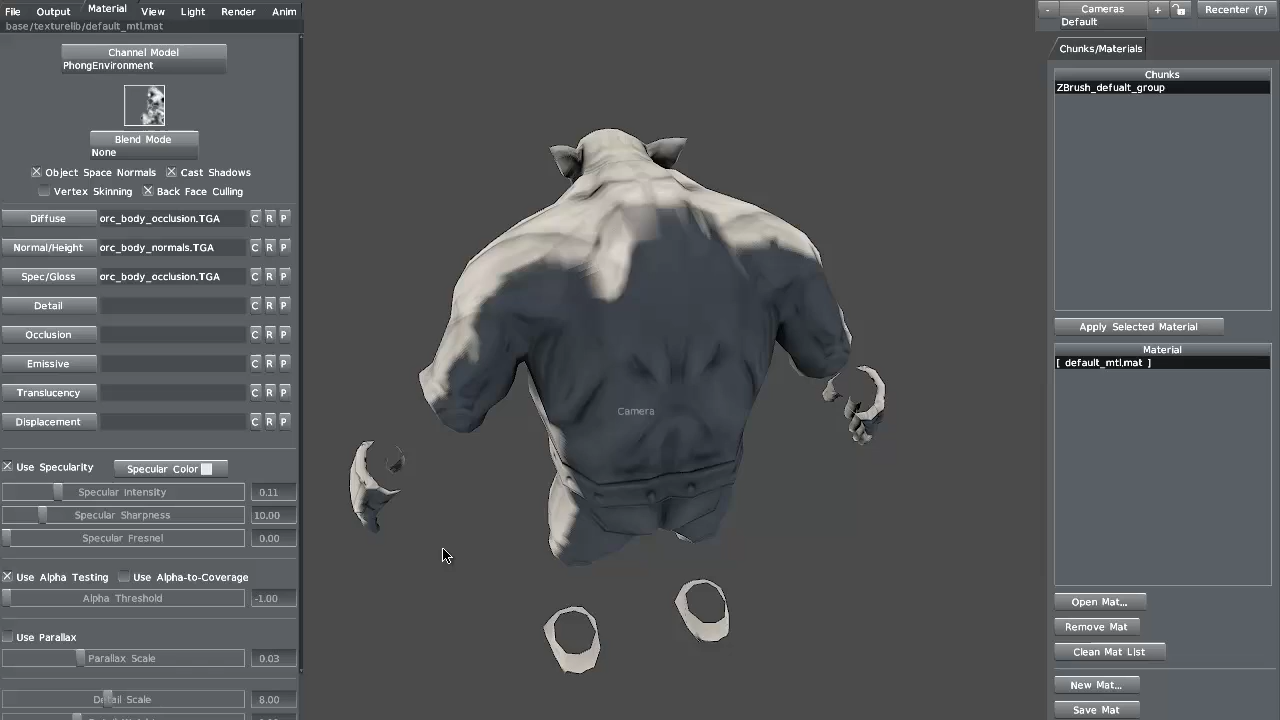 File Output Material View Light Render Anim
base/texturelib/default_mtl.mat
Channel Model
PhongEnvironment
Blend Mode
None
Object Space Normals Cast Shadows
Vertex Skinning Back Face Culling
Diffuse orc_body_occlusion.TGA C R P
Normal/Height orc_body_normals.TGA C R P
Spec/Gloss orc_body_occlusion.TGA C R P
Detail C R P
Occlusion C R P
Emissive C R P
Translucency C R P
Displacement C R P
Use Specularity Specular Color
Specular Intensity 0.11
Specular Sharpness 10.00
Specular Fresnel 0.00
Use Alpha Testing Use Alpha-to-Coverage
Alpha Threshold -1.00
Use Parallax
Parallax Scale 0.03
Detail Scale 8.00
Camera
- Cameras + Recenter (F)
Default
Chunks/Materials
Chunks
ZBrush_defualt_group
Apply Selected Material
Material
[ default_mtl.mat ]
Open Mat...
Remove Mat
Clean Mat List
New Mat...
Save Mat